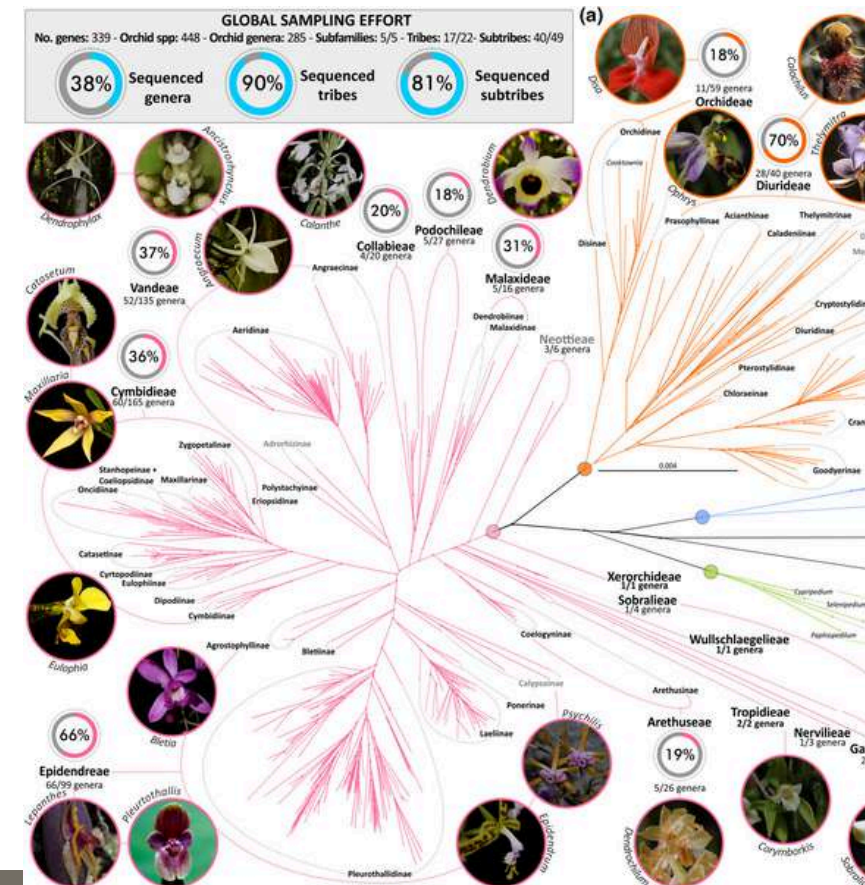 GLOBAL SAMPLING EFFORT
No. genes: 339 - Orchid spp: 448 - Orchid genera: 285 - Subfamilies: 5/5 - Tribes: 17/22- Subtribes: 40/49
38% Sequenced genera
90% Sequenced tribes
81% Sequenced subtribes
(a)
Disa
18%
11/59 genera
Orchideae
Calochilus
Thelymitra
70%
28/40 genera
Diurideae
Ophrys
Orchidinae
Cooktownia
Disinae
Prasophyllinae
Acianthinae
Thelymitrinae
Caladeniinae
Cryptostylidin
Diuridinae
Pterostylidinae
Chloraeinae
Cran
Goodyerinae
0.004
Dendrophylax
Ancistrorhynchus
Calanthe
Angraecum
Dendrobium
20%
Collabieae
4/20 genera
18%
Podochileae
5/27 genera
31%
Malaxideae
5/16 genera
Dendrobiinae
Malaxidinae
Neottieae
3/6 genera
37%
Vandeae
52/135 genera
Angraecinae
Aeridinae
Catasetum
36%
Cymbidieae
60/165 genera
Maxillaria
Zygopetalinae
Adrorhizinae
Stanhopeinae +
Coeliopsidinae
Maxillarinae
Polystachyinae
Eriopsidinae
Oncidiinae
Catasetinae
Cyrtopodiinae
Eulophiinae
Dipodiinae
Cymbidiinae
Eulophia
Agrostophyllinae
Bletiinae
Bletia
Coelogyninae
Calypsoinae
Ponerinae
Laeliinae
Psychilis
66%
Epidendreae
66/99 genera
Lepanthes
Pleurtothallis
Pleurothallidinae
Epidendrum
Xerorchideae
1/1 genera
Sobralieae
1/4 genera
Wullschlaegelieae
1/1 genera
Cypripedium
Selenipediu
Paphiopedilum
Arethusinae
Arethuseae
19%
5/26 genera
Dendrochilum
Tropidieae
2/2 genera
Nervilieae
1/3 genera
Ga
2
Corymborkis
Sobralia